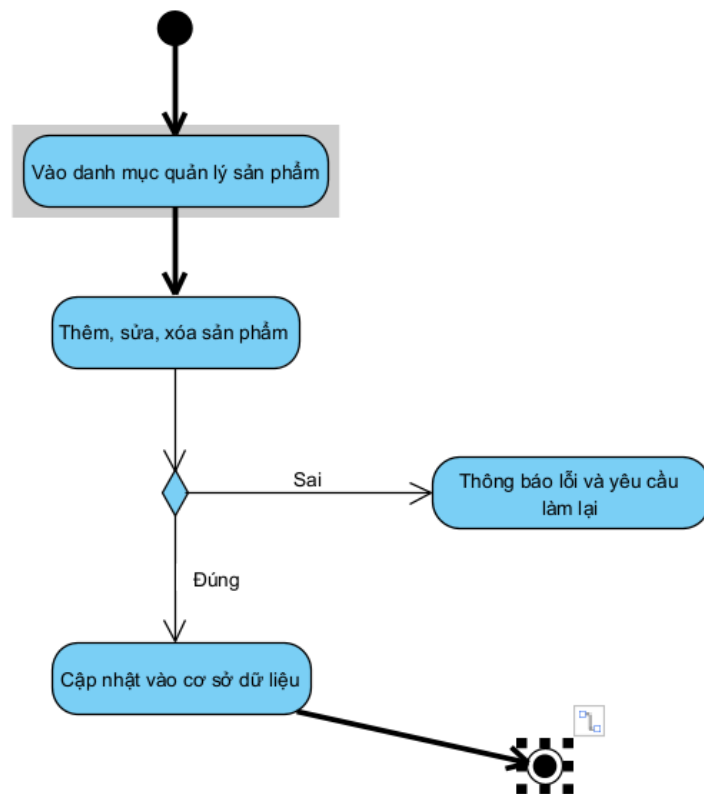 Vào danh mục quản lý sản phẩm
Thêm, sửa, xóa sản phẩm
Sai
Thông báo lỗi và yêu cầu
làm lại
Đúng
Cập nhật vào cơ sở dữ liệu